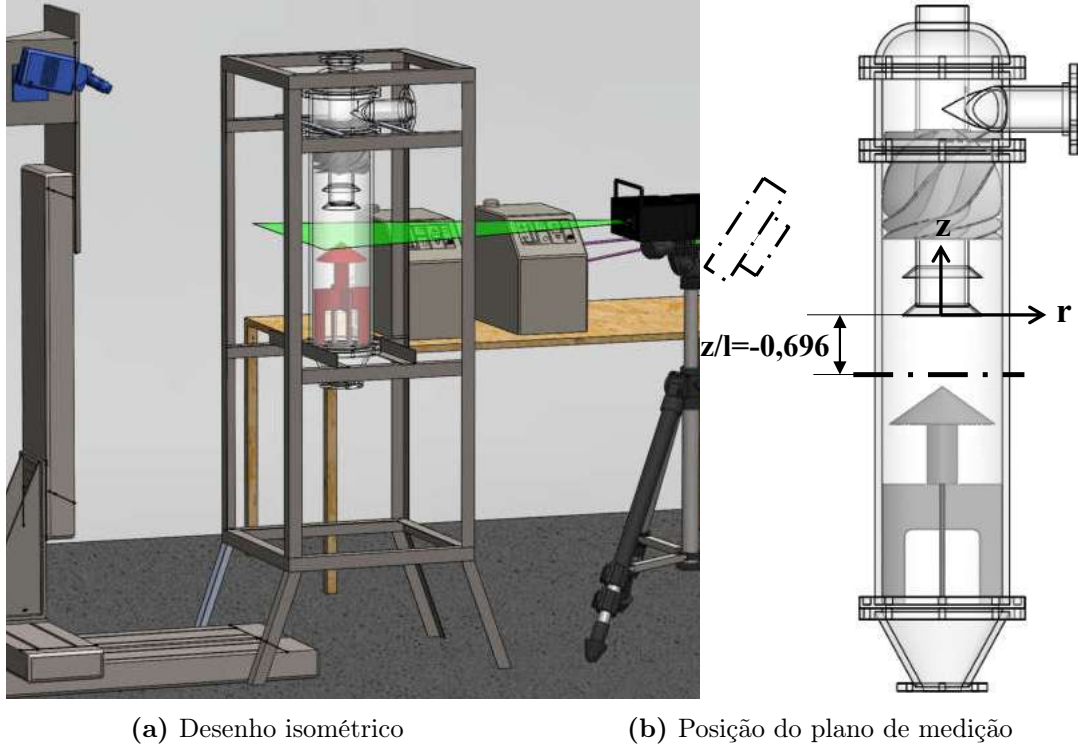 z
r
z/l=-0,696
(a) Desenho isométrico
(b) Posição do plano de medição